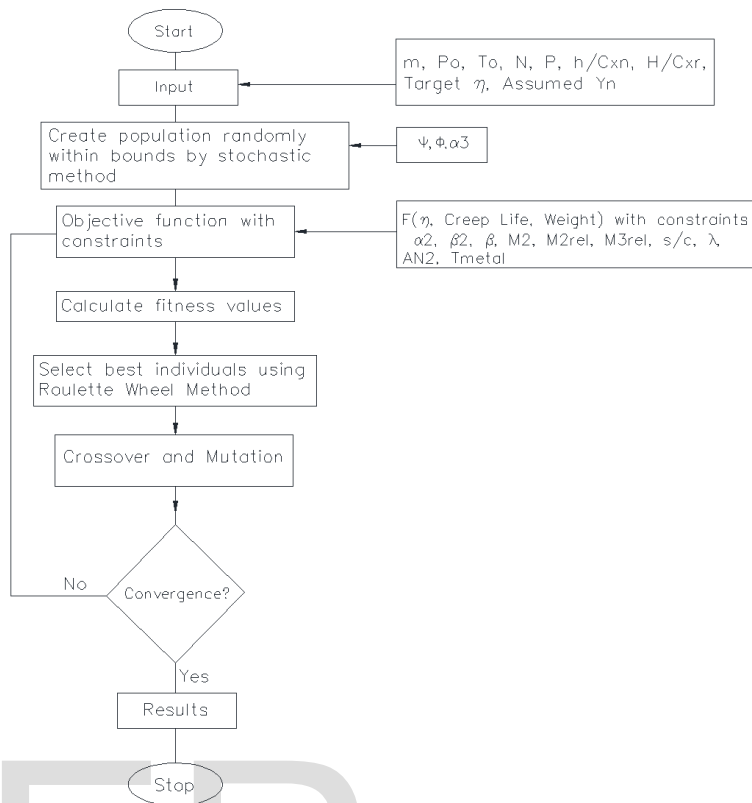 Start
Input
m, Po, To, N, P, h/Cxn, H/Cxr,
Target η, Assumed Yn
Create population randomly
within bounds by stochastic
method
Ψ,Φ,α3
Objective function with
constraints
F(η, Creep Life, Weight) with constraints
α2, β2, β, M2, M2rel, M3rel, s/c, λ,
AN2, Tmetal
Calculate fitness values
Select best individuals using
Roulette Wheel Method
Crossover and Mutation
Convergence?
No
Yes
Results
Stop